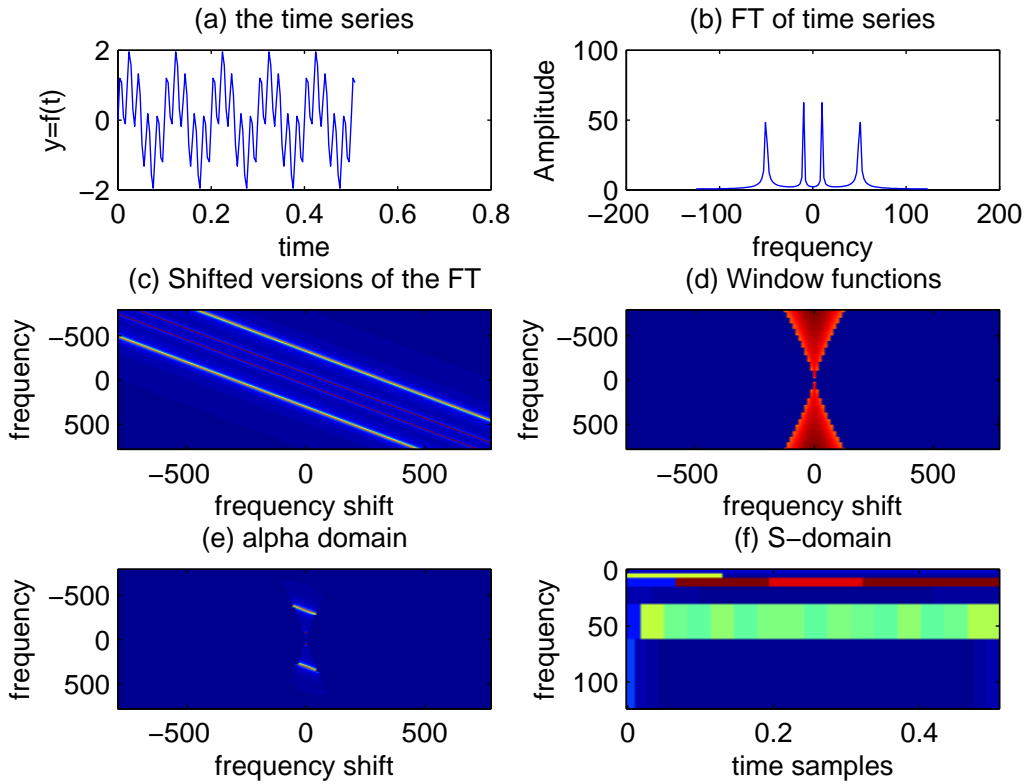 (a) the time series
2
0
−2
y=f(t)
0 0.2 0.4 0.6 0.8
time
(b) FT of time series
100
50
0
Amplitude
−200 −100 0 100 200
frequency
(c) Shifted versions of the FT
−500
0
500
frequency
−500 0 500
frequency shift
(d) Window functions
−500
0
500
frequency
−500 0 500
frequency shift
(e) alpha domain
−500
0
500
frequency
−500 0 500
frequency shift
(f) S−domain
0
50
100
frequency
0 0.2 0.4
time samples